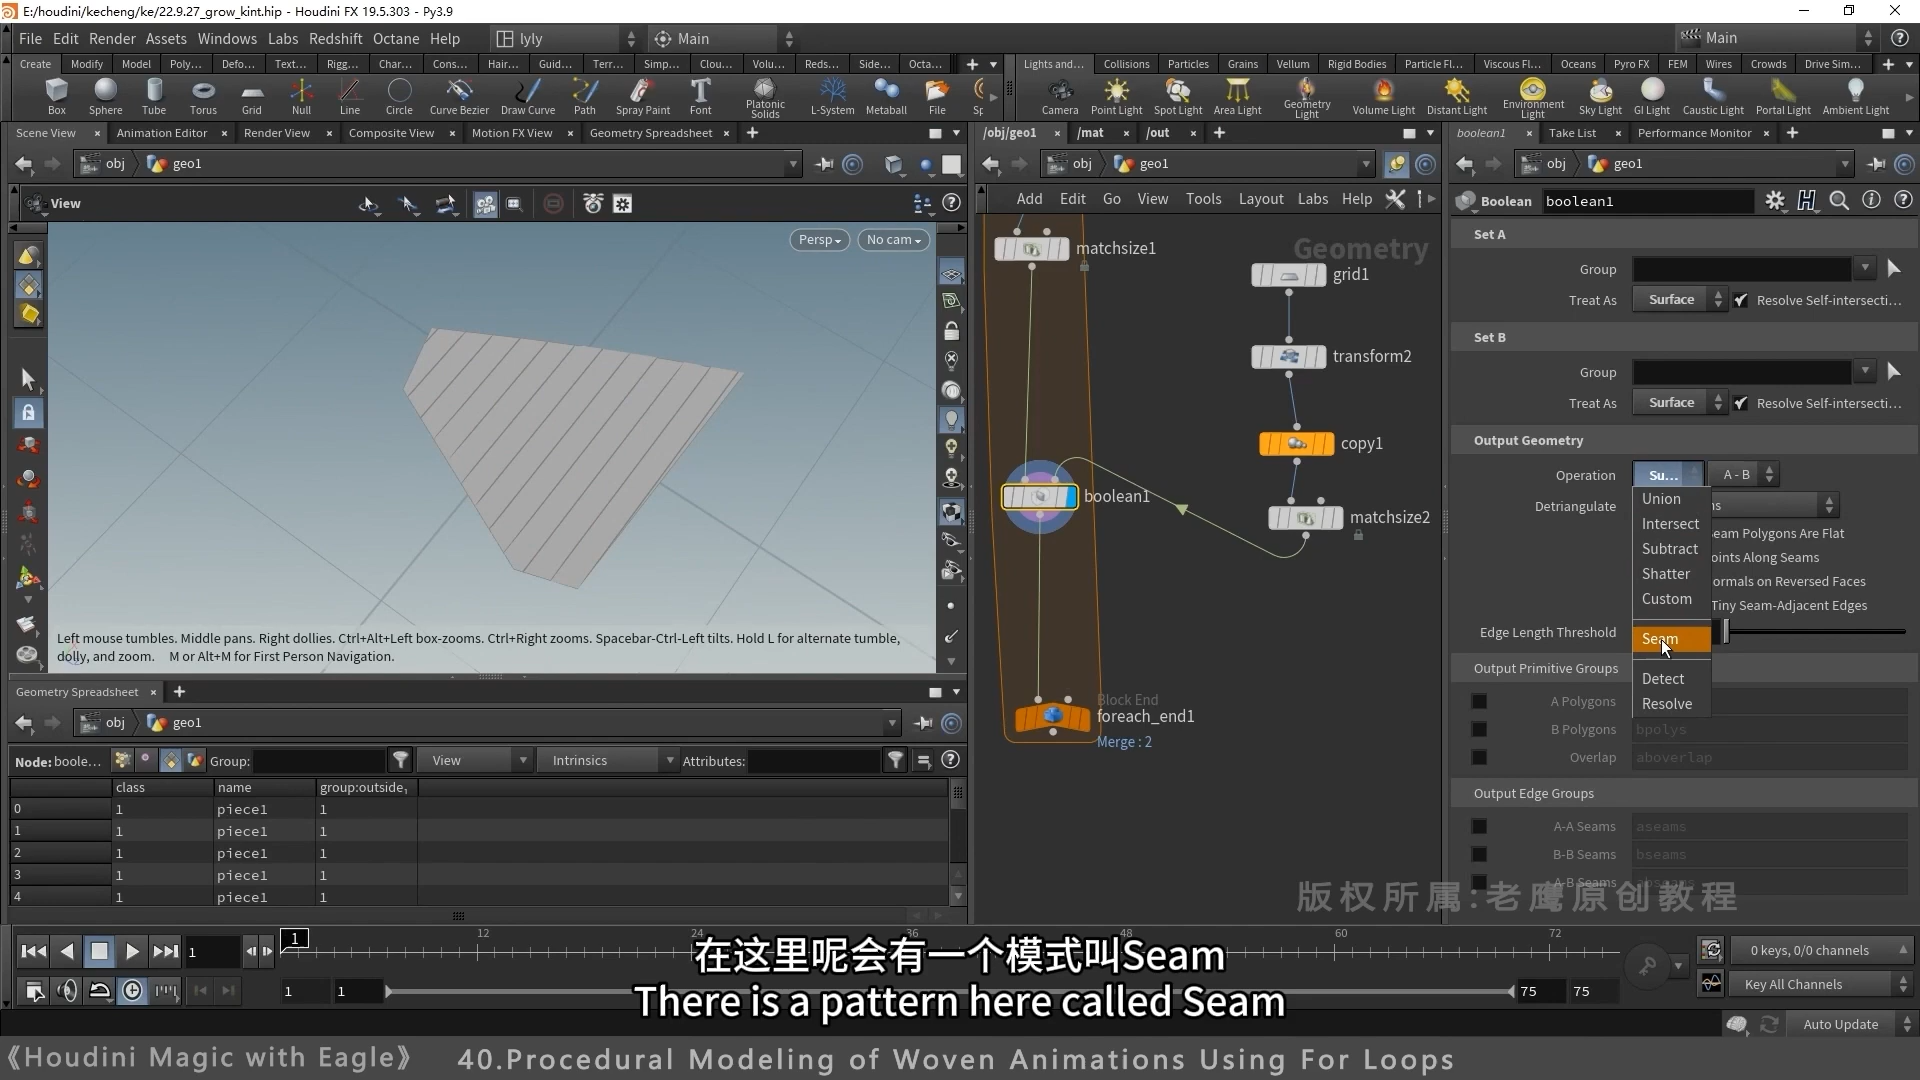 E:/houdini/kecheng/ke/22.9.27_grow_kint.hip - Houdini FX 19.5.303 - Py3.9
File Edit Render Assets Windows Labs Redshift Octane Help lyly Main Main
Create Modify Model Poly... Defo... Text... Rigg... Char... Cons... Hair... Guid... Terr... Simp... Clou... Volu... Reds... Side... Octa...
Lights and... Collisions Particles Grains Vellum Rigid Bodies Particle Fl... Viscous Fl... Oceans Pyro FX FEM Wires Crowds Drive Sim...
Box Sphere Tube Torus Grid Null Line Circle Curve Bezier Draw Curve Path Spray Paint Font Platonic Solids L-System Metaball File Sp
Camera Point Light Spot Light Area Light Geometry Light Volume Light Distant Light Environment Light Sky Light GI Light Caustic Light Portal Light Ambient Light
Scene View Animation Editor Render View Composite View Motion FX View Geometry Spreadsheet
/obj/geo1 /mat /out
boolean1 Take List Performance Monitor
obj geo1
obj geo1
obj geo1
View
Persp No cam
Left mouse tumbles. Middle pans. Right dollies. Ctrl+Alt+Left box-zooms. Ctrl+Right zooms. Spacebar-Ctrl-Left tilts. Hold L for alternate tumble,
dolly, and zoom. M or Alt+M for First Person Navigation.
Add Edit Go View Tools Layout Labs Help
Geometry
matchsize1
grid1
transform2
copy1
boolean1
matchsize2
Block End
foreach_end1
Merge : 2
Boolean boolean1
Set A
Group
Treat As Surface Resolve Self-intersecti...
Set B
Group
Treat As Surface Resolve Self-intersecti...
Output Geometry
Operation Su... A - B
Detriangulate
Union
Intersect
Subtract
Shatter
Custom
Seam
Detect
Resolve
eam Polygons Are Flat
oints Along Seams
ormals on Reversed Faces
Tiny Seam-Adjacent Edges
Edge Length Threshold
Output Primitive Groups
A Polygons
B Polygons bpolys
Overlap aboverlap
Output Edge Groups
A-A Seams aseams
B-B Seams bseams
A-B Seams abseams
版权所属:老鹰原创教程
Geometry Spreadsheet
obj geo1
Node: boole... Group: View Intrinsics Attributes:
class name group:outside,
0 1 piece1 1
1 1 piece1 1
2 1 piece1 1
3 1 piece1 1
4 1 piece1 1
1 1 12 24 36 48 60 72
1 1 75 75
0 keys, 0/0 channels
Key All Channels
Auto Update
在这里呢会有一个模式叫Seam
There is a pattern here called Seam
《Houdini Magic with Eagle》 40.Procedural Modeling of Woven Animations Using For Loops